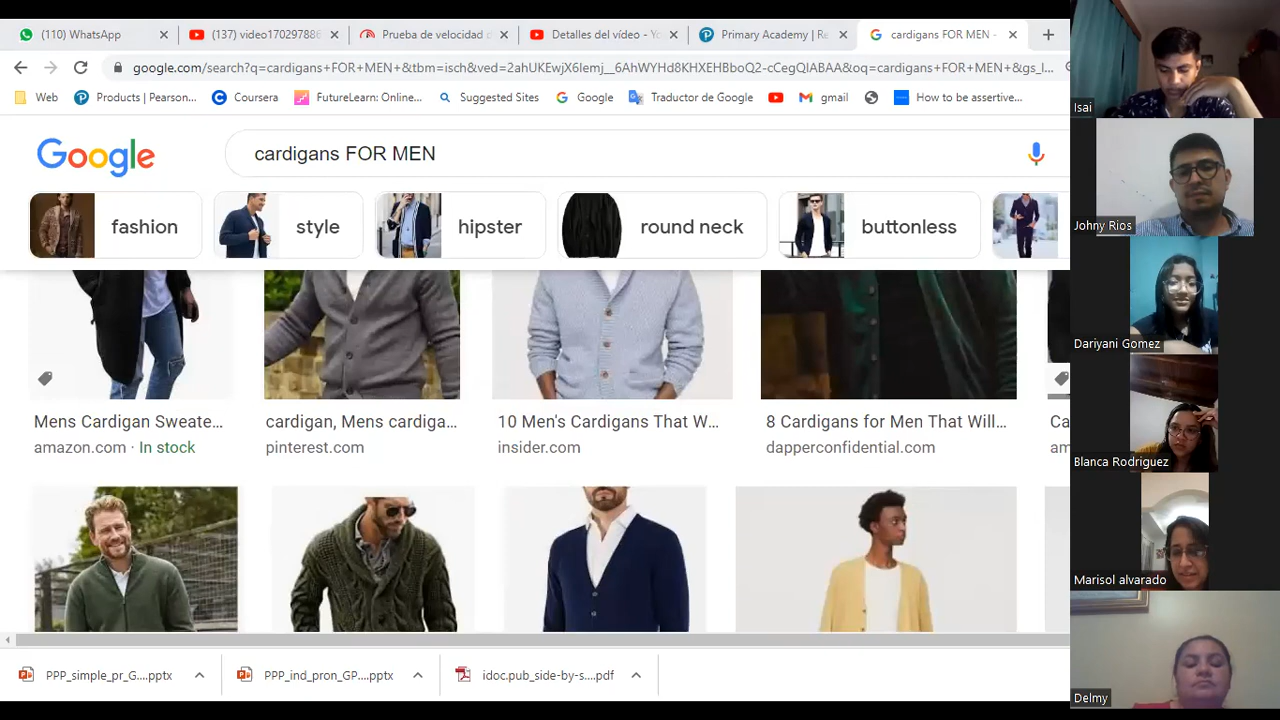 (110) WhatsApp
(137) video170297886
Prueba de velocidad d
Detalles del vídeo - Yo
Primary Academy | Re
cardigans FOR MEN -
google.com/search?q=cardigans+FOR+MEN+&tbm=isch&ved=2ahUKEwjX6Iemj__6AhWYHd8KHXEHBboQ2-cCegQIABAA&oq=cardigans+FOR+MEN+&gs_l...
Web
Products | Pearson...
Coursera
FutureLearn: Online...
Suggested Sites
Google
Traductor de Google
gmail
How to be assertive...
Google
cardigans FOR MEN
fashion
style
hipster
round neck
buttonless
Mens Cardigan Sweate...
amazon.com · In stock
cardigan, Mens cardiga...
pinterest.com
10 Men's Cardigans That W...
insider.com
8 Cardigans for Men That Will...
dapperconfidential.com
Ca
am
PPP_simple_pr_G....pptx
PPP_ind_pron_GP....pptx
idoc.pub_side-by-s....pdf
Isai
Johny Rios
Dariyani Gomez
Blanca Rodriguez
Marisol alvarado
Delmy